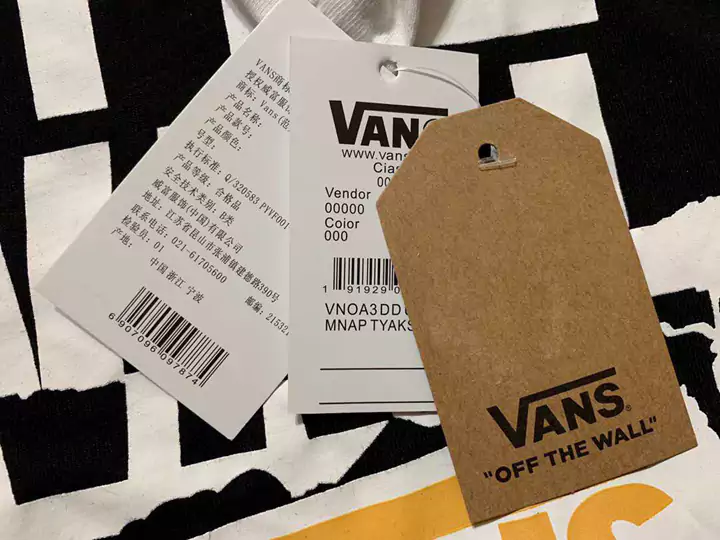 VANS商标
授权威富服
商标: Vans(范
产品名称:
产品款号:
产品颜色:
号型:
执行标准: Q/320583 PYYF001
产品等级: 合格品
安全技术类别: B类
威富服饰(中国)有限公司
地址: 江苏省昆山市张浦镇建德路390号
联系电话: 021-61705600
邮编: 21532
检验员: 01
产地:
中国 浙江 宁波
6907096097874
VANS
www.vans
00
Vendor
00000
Color
000
1 91929 0
VNOA3DD
MNAP TYAKS
VANS®
"OFF THE WALL"